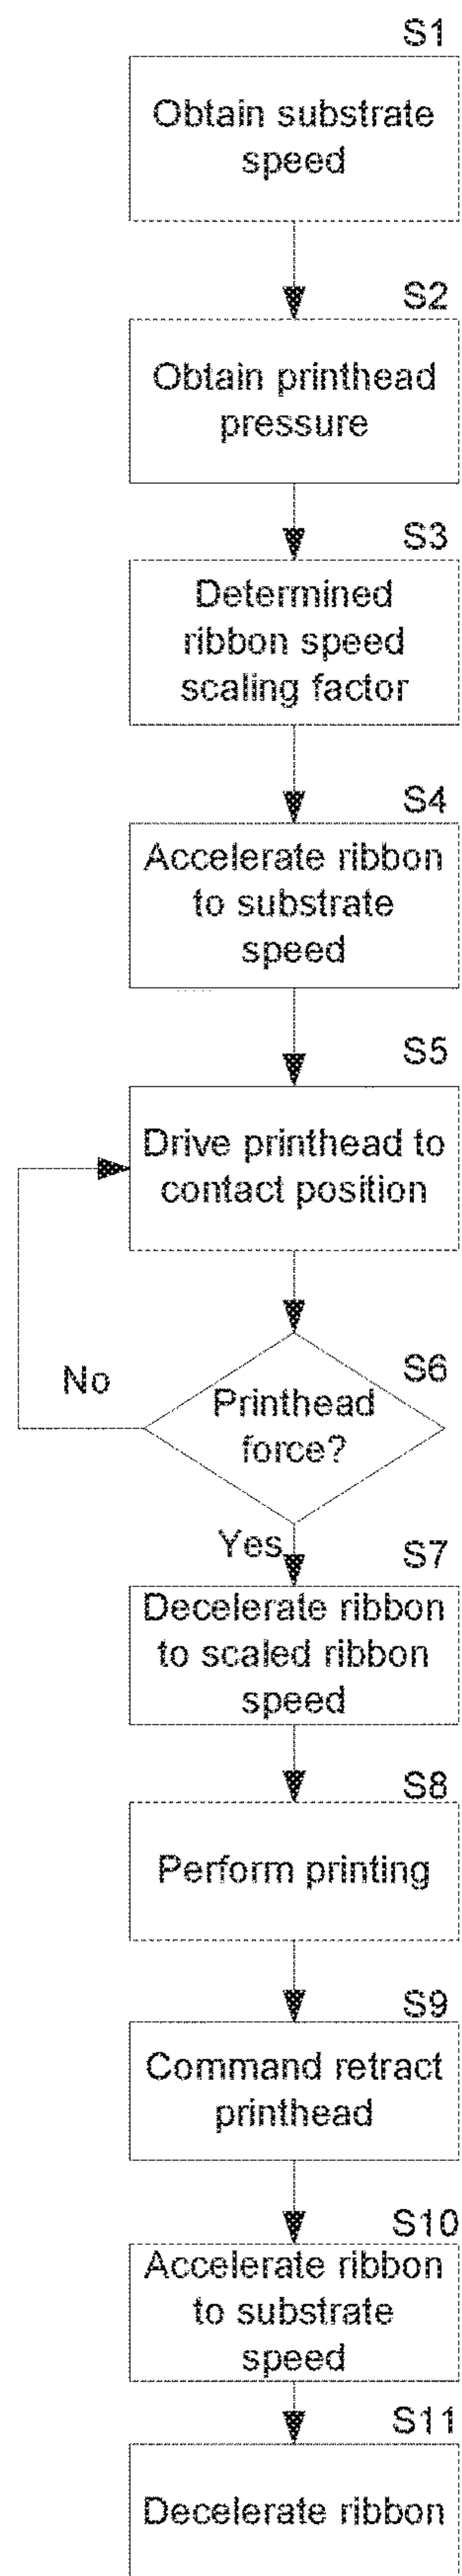 S1
Obtain substrate
speed
S2
Obtain printhead
pressure
S3
Determined
ribbon speed
scaling factor
S4
Accelerate ribbon
to substrate
speed
S5
Drive printhead to
contact position
S6
No
Printhead
force?
Yes
S7
Decelerate ribbon
to scaled ribbon
speed
S8
Perform printing
S9
Command retract
printhead
S10
Accelerate ribbon
to substrate
speed
S11
Decelerate ribbon